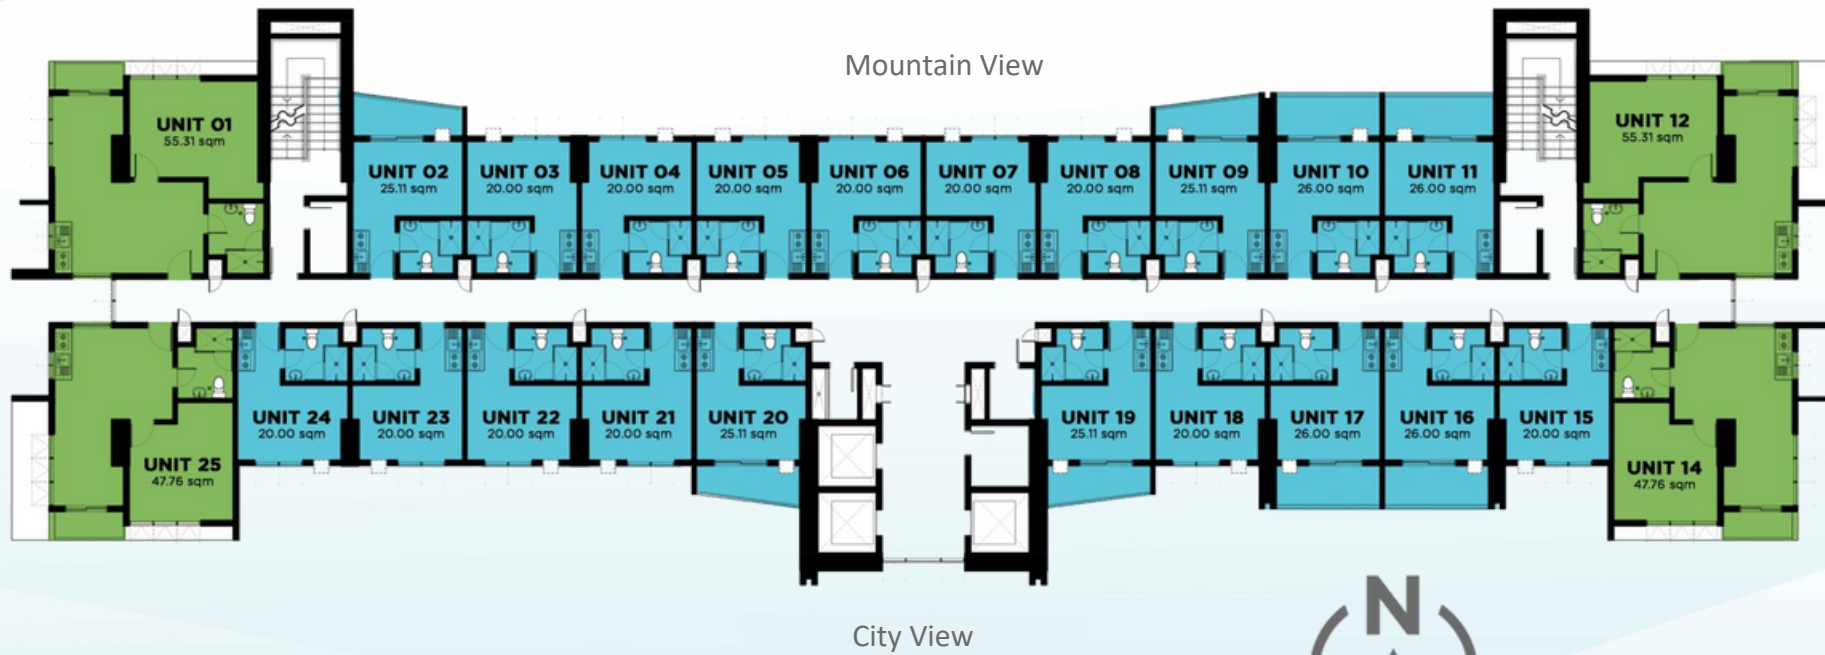 Mountain View
UNIT 01
55.31 sqm
UNIT 02
25.11 sqm
UNIT 03
20.00 sqm
UNIT 04
20.00 sqm
UNIT 05
20.00 sqm
UNIT 06
20.00 sqm
UNIT 07
20.00 sqm
UNIT 08
20.00 sqm
UNIT 09
25.11 sqm
UNIT 10
26.00 sqm
UNIT 11
26.00 sqm
UNIT 12
55.31 sqm
UNIT 25
47.76 sqm
UNIT 24
20.00 sqm
UNIT 23
20.00 sqm
UNIT 22
20.00 sqm
UNIT 21
20.00 sqm
UNIT 20
25.11 sqm
UNIT 19
25.11 sqm
UNIT 18
20.00 sqm
UNIT 17
26.00 sqm
UNIT 16
26.00 sqm
UNIT 15
20.00 sqm
UNIT 14
47.76 sqm
N
City View